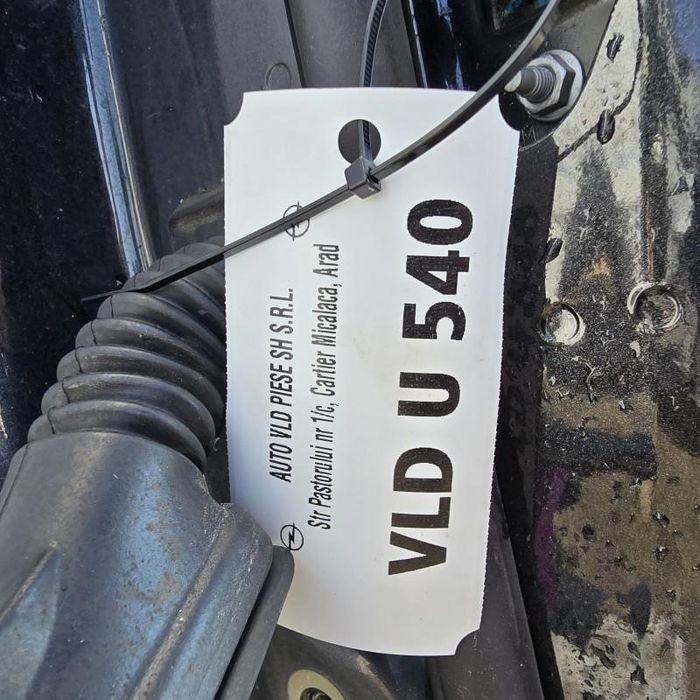 AUTO VLD PIESE SH S.R.L.
Str Pastorului nr 1/c, Cartier Micalaca, Arad
VLD U 540